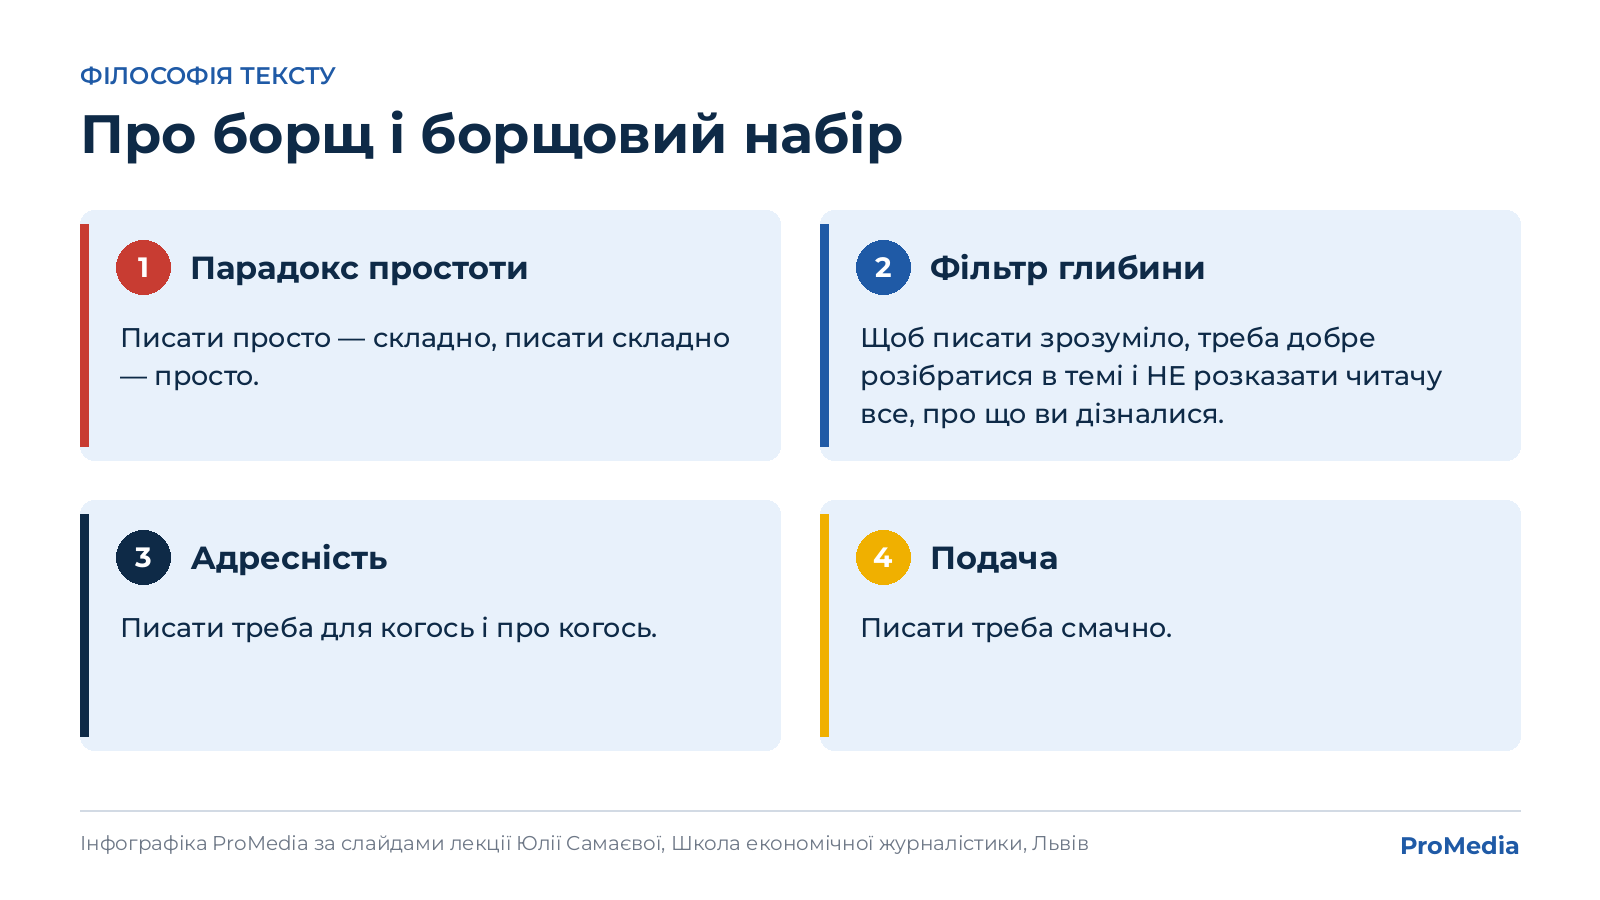 ФІЛОСОФІЯ ТЕКСТУ
Про борщ і борщовий набір
1 Парадокс простоти
Писати просто — складно, писати складно
— просто.
2 Фільтр глибини
Щоб писати зрозуміло, треба добре
розібратися в темі і НЕ розказати читачу
все, про що ви дізналися.
3 Адресність
Писати треба для когось і про когось.
4 Подача
Писати треба смачно.
Інфографіка ProMedia за слайдами лекції Юлії Самаєвої, Школа економічної журналістики, Львів
ProMedia